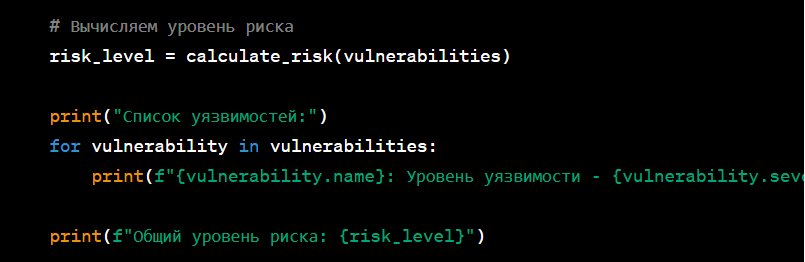 # Вычисляем уровень риска
risk_level = calculate_risk(vulnerabilities)
print("Список уязвимостей:")
for vulnerability in vulnerabilities:
print(f"{vulnerability.name}: Уровень уязвимости - {vulnerability.seve
print(f"Общий уровень риска: {risk_level}")